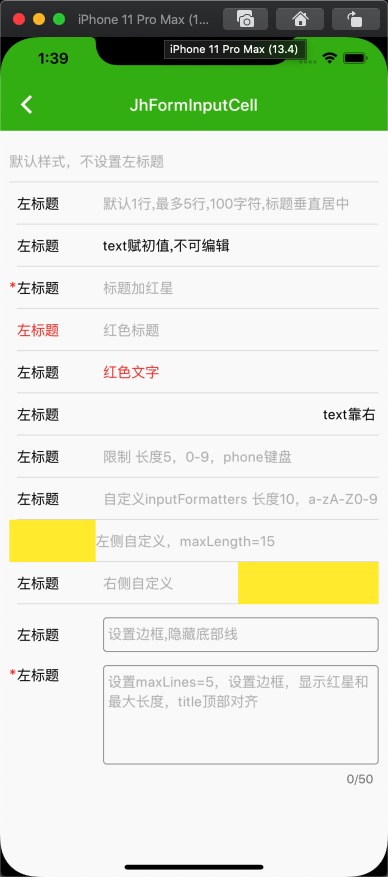 iPhone 11 Pro Max (1...
iPhone 11 Pro Max (13.4)
1:39
JhFormInputCell
默认样式，不设置左标题
左标题 默认1行,最多5行,100字符,标题垂直居中
左标题 text赋初值,不可编辑
*左标题 标题加红星
左标题 红色标题
左标题 红色文字
左标题 text靠右
左标题 限制 长度5，0-9，phone键盘
左标题 自定义inputFormatters 长度10，a-zA-Z0-9
左侧自定义，maxLength=15
左标题 右侧自定义
左标题 设置边框,隐藏底部线
*左标题 设置maxLines=5，设置边框，显示红星和
最大长度，title顶部对齐
0/50